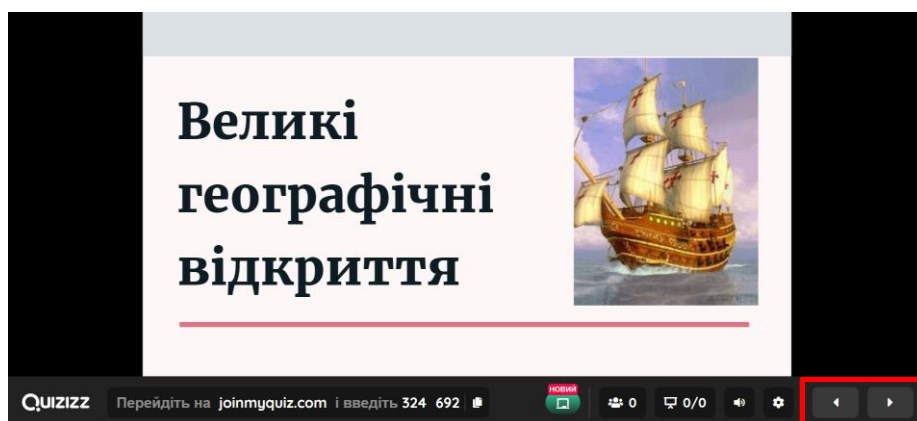 Великі
географічні
відкриття
НОВИЙ
QUIZIZZ Перейдіть на joinmyquiz.com і введіть 324 692 0 0/0